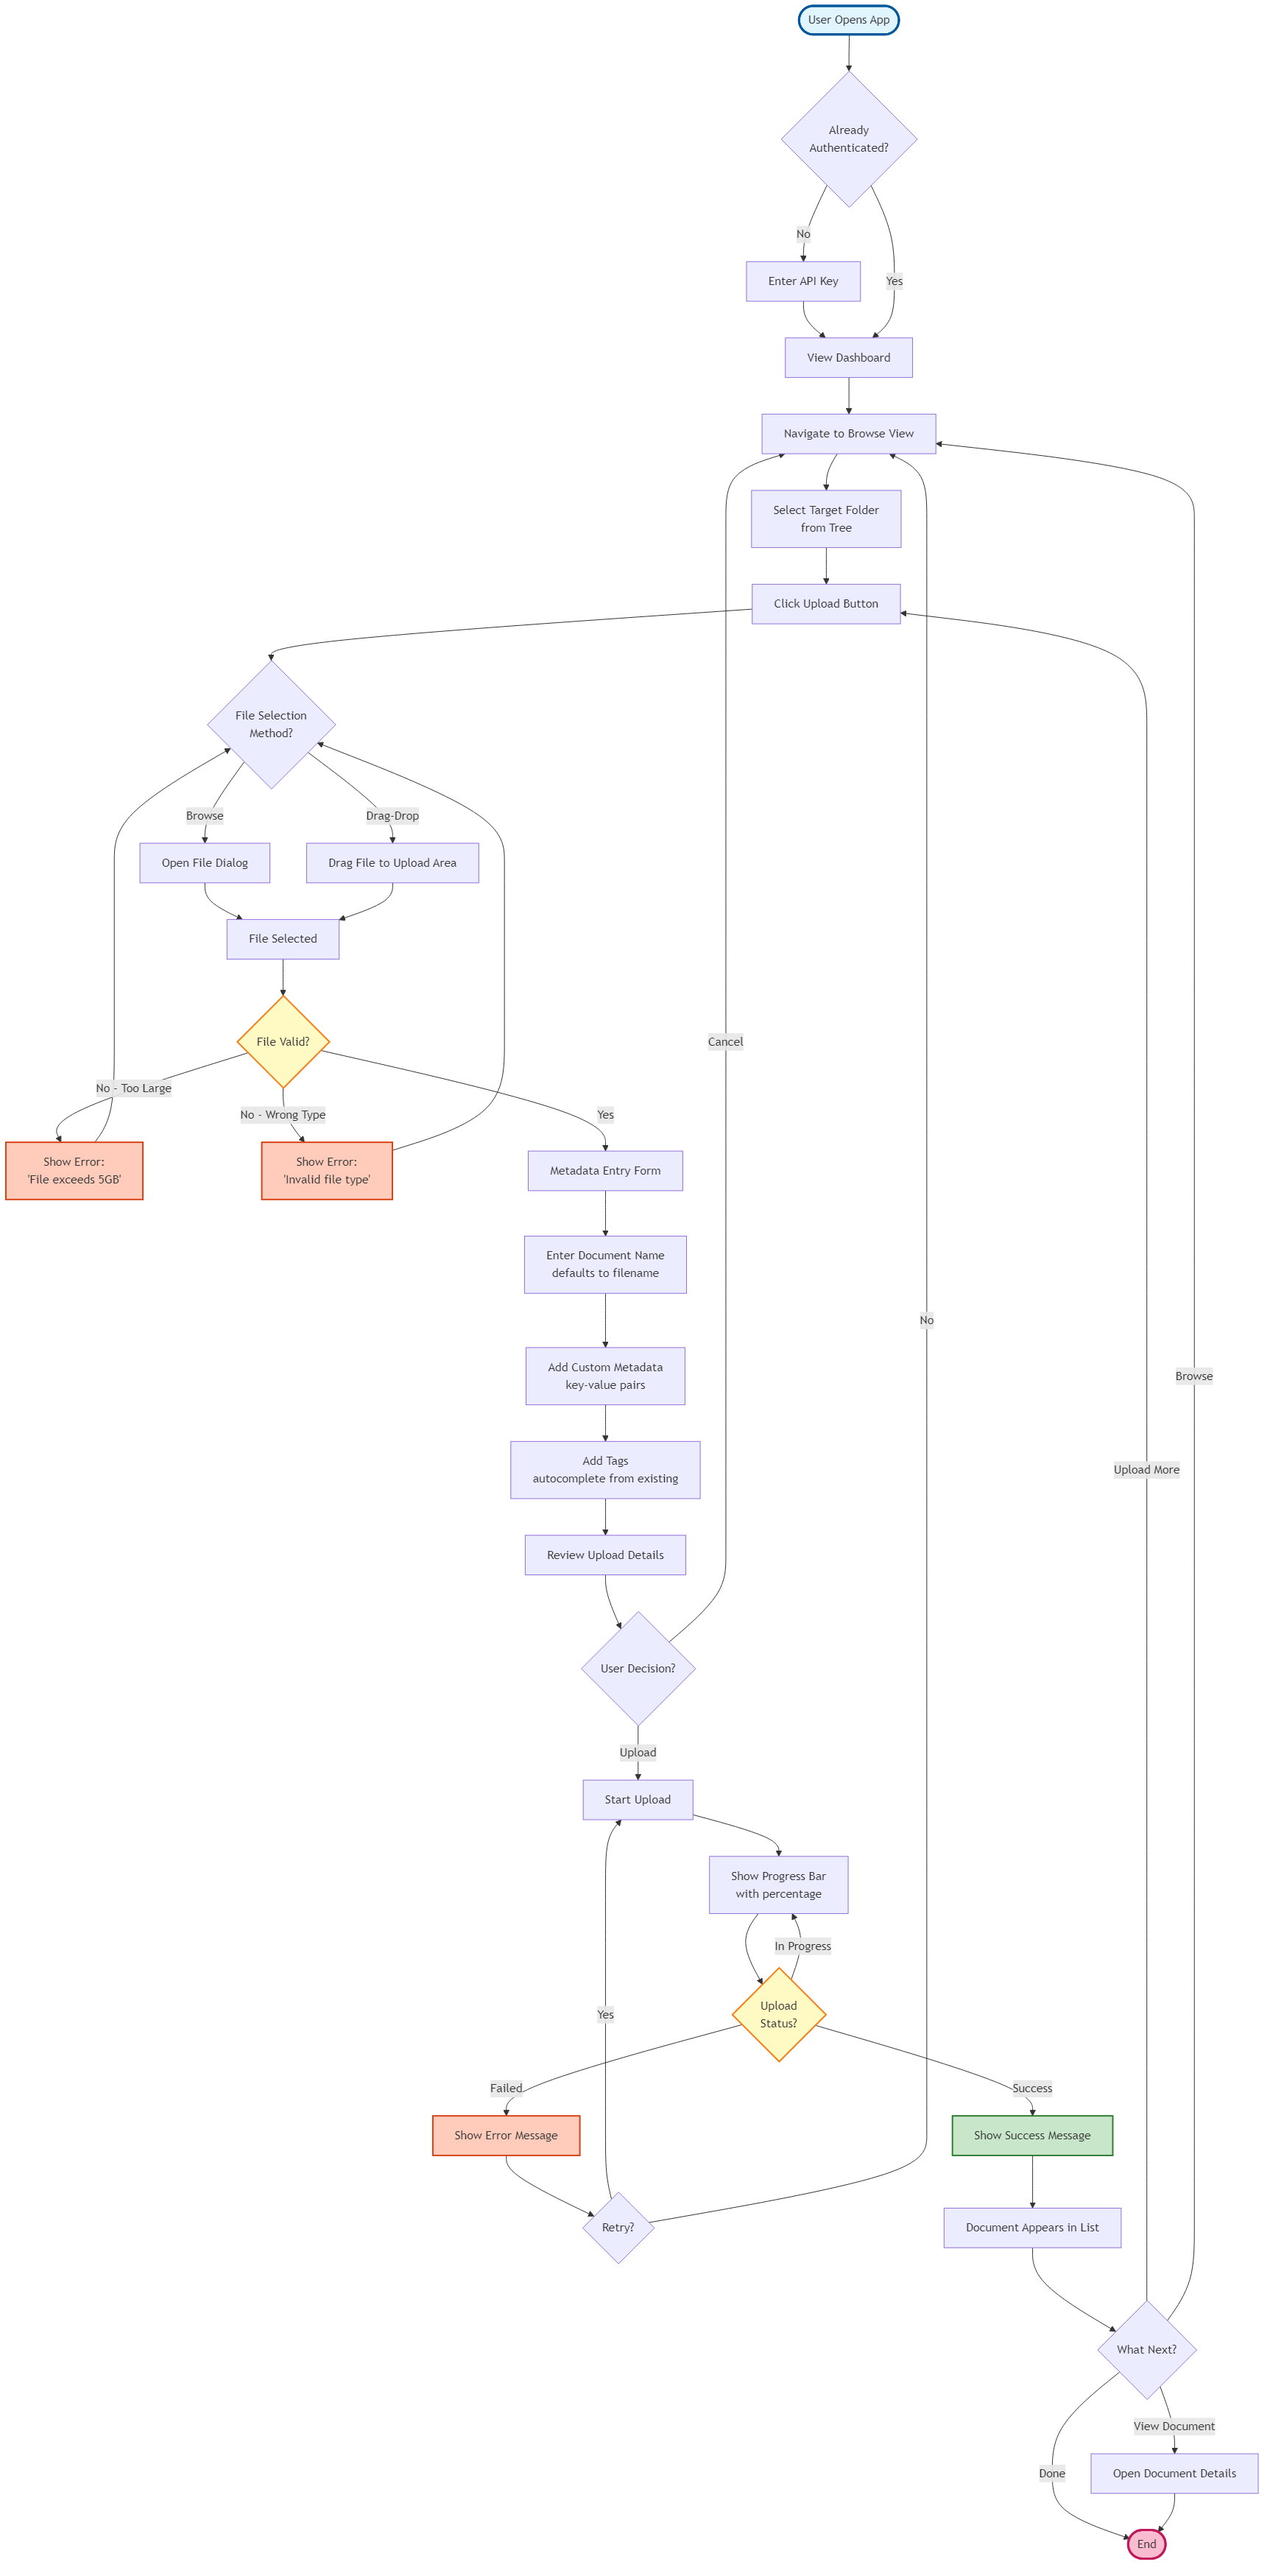 User Opens App
Already
Authenticated?
No
Yes
Enter API Key
View Dashboard
Navigate to Browse View
Select Target Folder
from Tree
Click Upload Button
File Selection
Method?
Browse
Drag-Drop
Open File Dialog
Drag File to Upload Area
File Selected
File Valid?
Cancel
No - Too Large
No - Wrong Type
Yes
Show Error:
'File exceeds 5GB'
Show Error:
'Invalid file type'
Metadata Entry Form
Enter Document Name
defaults to filename
No
Add Custom Metadata
key-value pairs
Browse
Add Tags
autocomplete from existing
Upload More
Review Upload Details
User Decision?
Upload
Start Upload
Show Progress Bar
with percentage
In Progress
Upload
Status?
Yes
Failed
Success
Show Error Message
Show Success Message
Retry?
Document Appears in List
What Next?
View Document
Done
Open Document Details
End